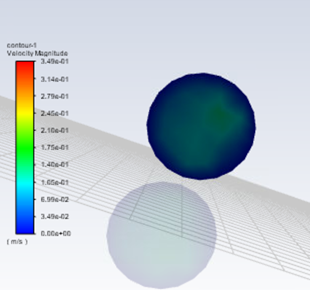 contour-1
Velocity Magnitude
3.49e-01
3.14e-01
2.79e-01
2.45e-01
2.10e-01
1.75e-01
1.40e-01
1.05e-01
6.99e-02
3.49e-02
0.00e+00
( m/s )